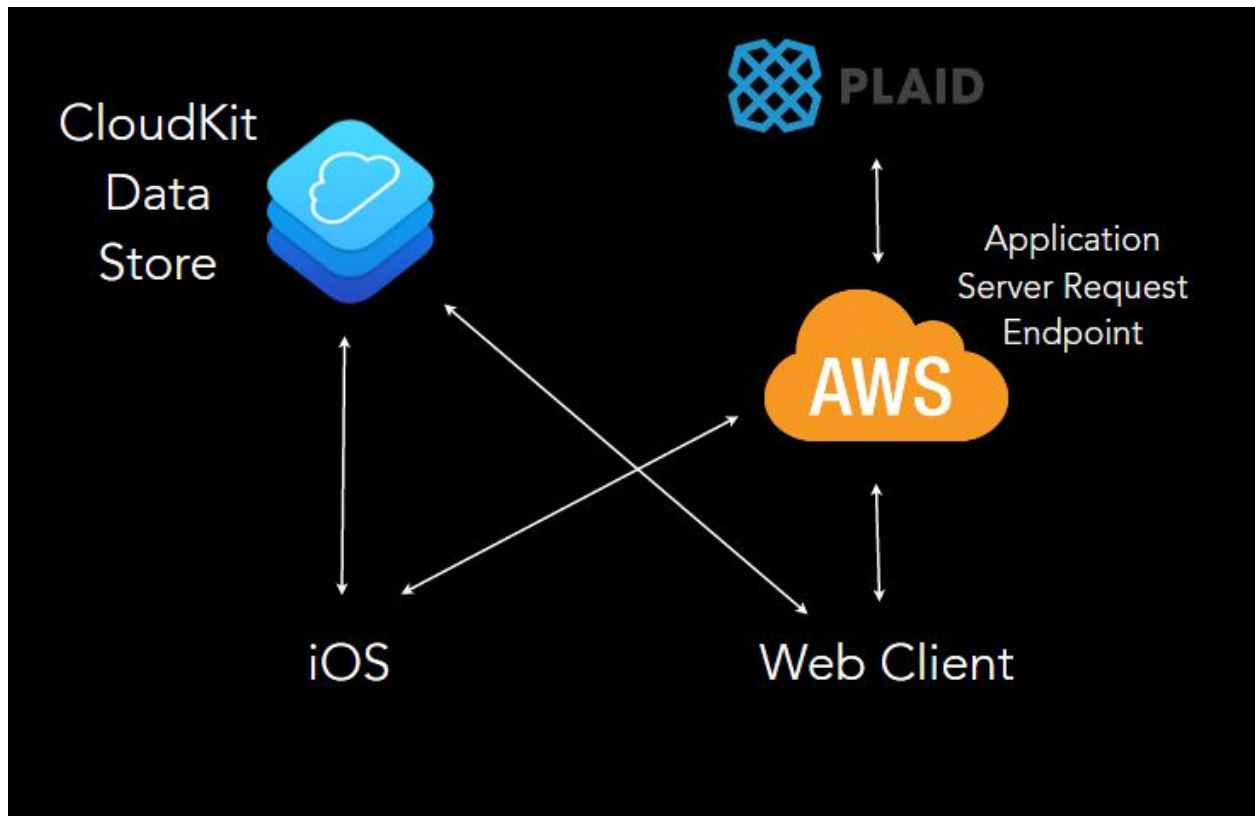 CloudKit
Data
Store
PLAID
Application
Server Request
Endpoint
AWS
iOS
Web Client